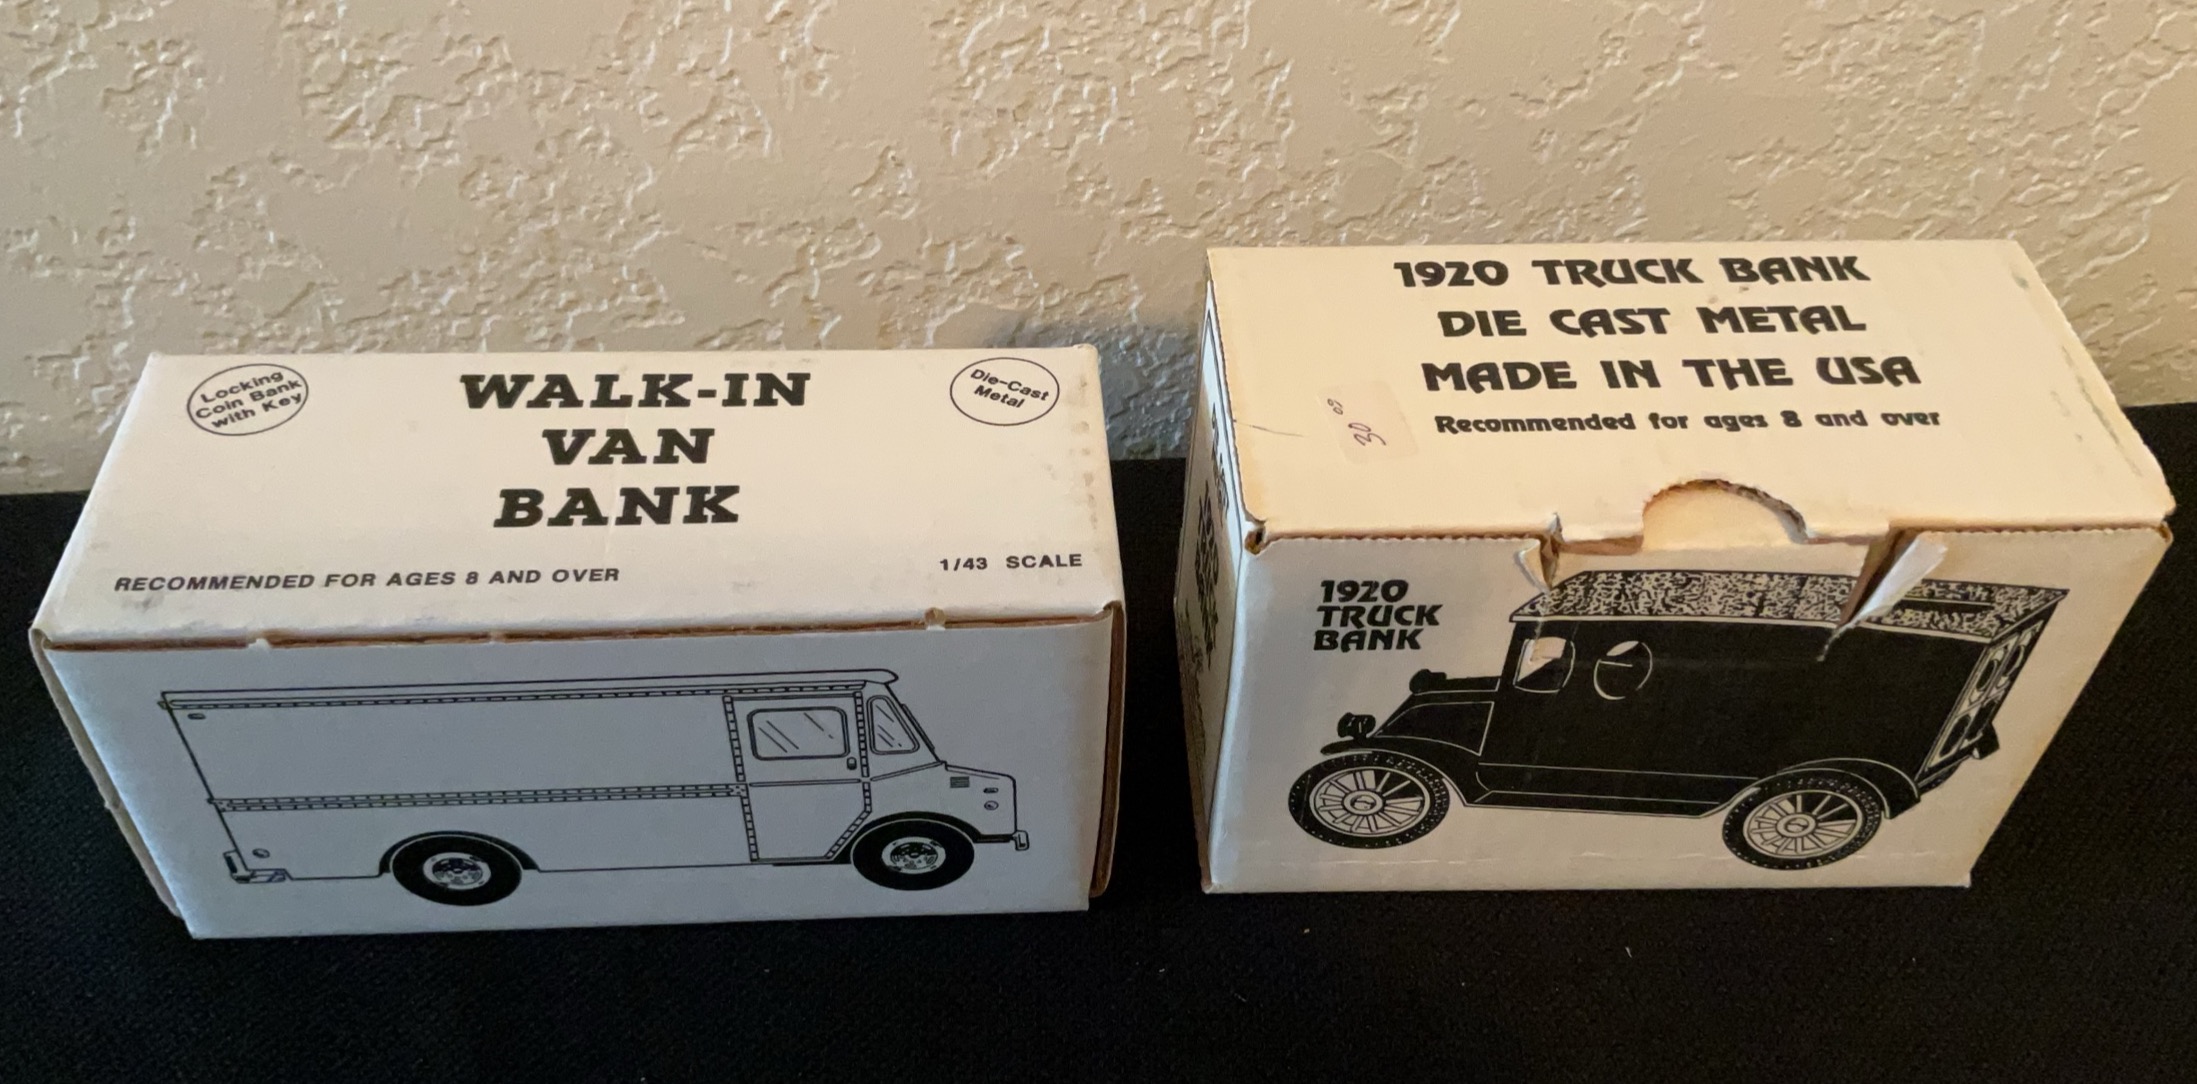 Locking
Coin Bank
with Key
WALK-IN
VAN
BANK
Die-Cast
Metal
RECOMMENDED FOR AGES 8 AND OVER
1/43 SCALE
1920 TRUCK BANK
DIE CAST METAL
MADE IN THE USA
Recommended for ages 8 and over
30 00
1920
TRUCK
BANK